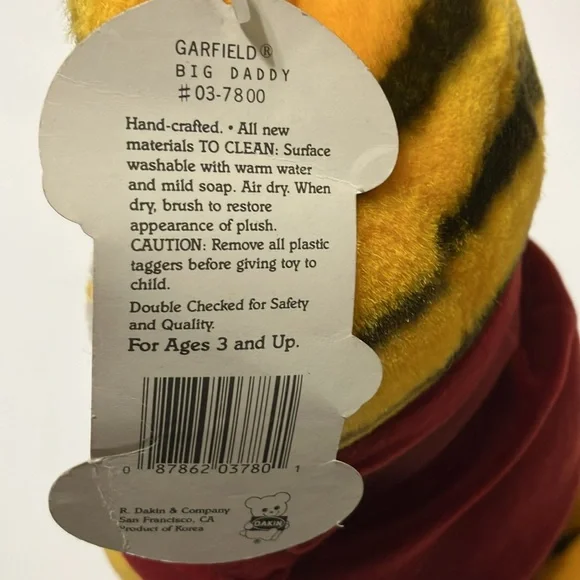 GARFIELD®
BIG DADDY
#03-7800
Hand-crafted. • All new
materials TO CLEAN: Surface
washable with warm water
and mild soap. Air dry. When
dry, brush to restore
appearance of plush.
CAUTION: Remove all plastic
taggers before giving toy to
child.
Double Checked for Safety
and Quality.
For Ages 3 and Up.
0 87862 03780 1
R. Dakin & Company
San Francisco, CA
Product of Korea
DAKIN
®